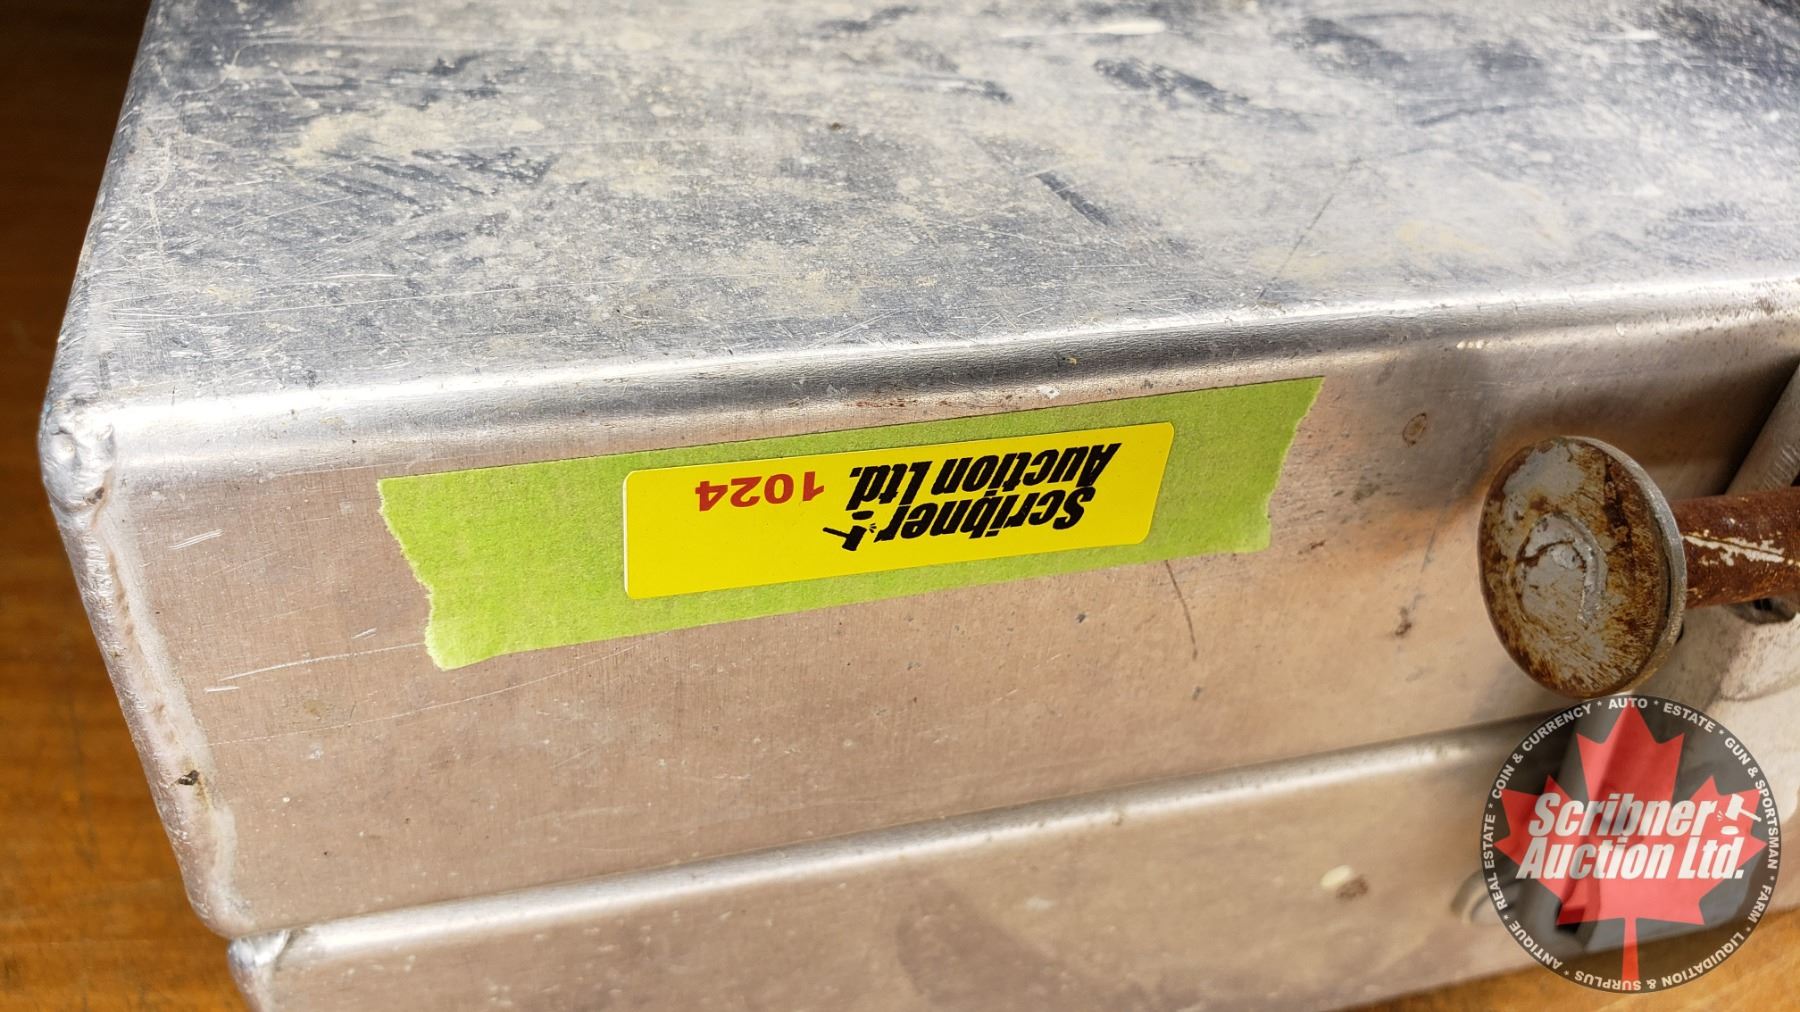 Scribner
Auction Ltd.
1024
Scribner
Auction Ltd.
REAL ESTATE * COIN & CURRENCY * AUTO * ESTATE * GUN & SPORTSMAN * FARM * LIQUIDATION & SURPLUS * ANTIQUE *